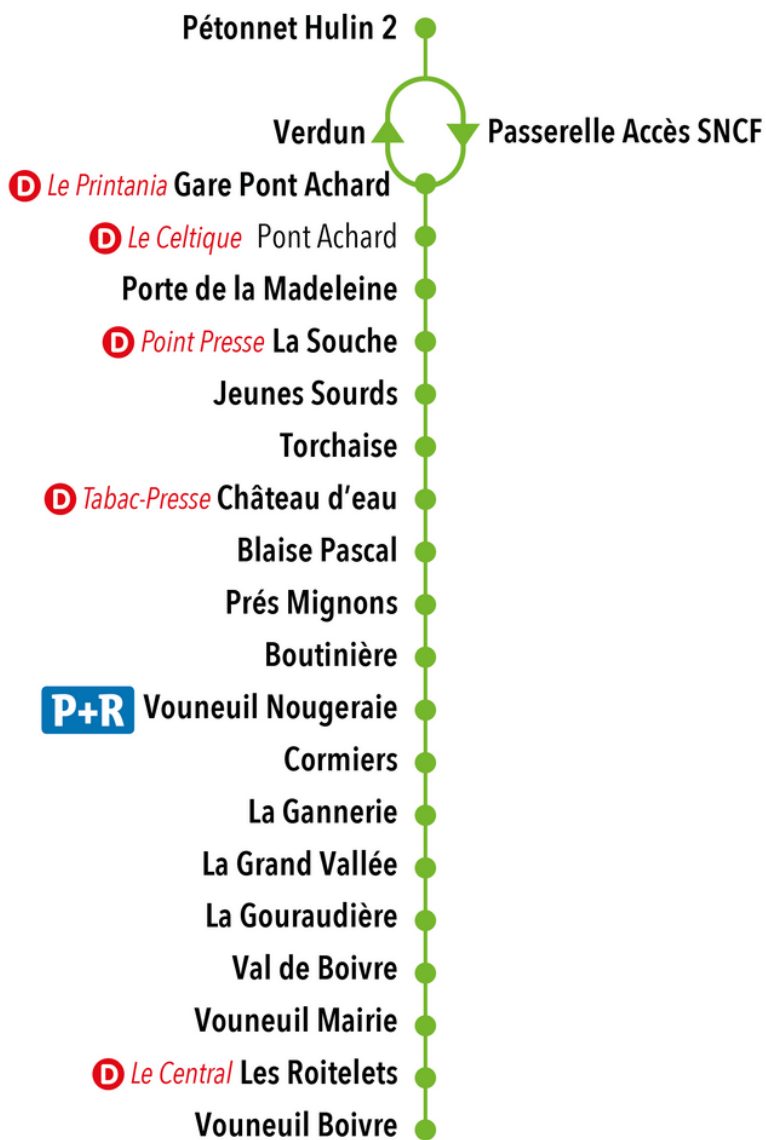 Pétonnet Hulin 2
Verdun Passerelle Accès SNCF
D Le Printania Gare Pont Achard
D Le Celtique Pont Achard
Porte de la Madeleine
D Point Presse La Souche
Jeunes Sourds
Torchaise
D Tabac-Presse Château d'eau
Blaise Pascal
Prés Mignons
Boutinière
P+R Vouneuil Nougeraie
Cormiers
La Gannerie
La Grand Vallée
La Gouraudière
Val de Boivre
Vouneuil Mairie
D Le Central Les Roitelets
Vouneuil Boivre